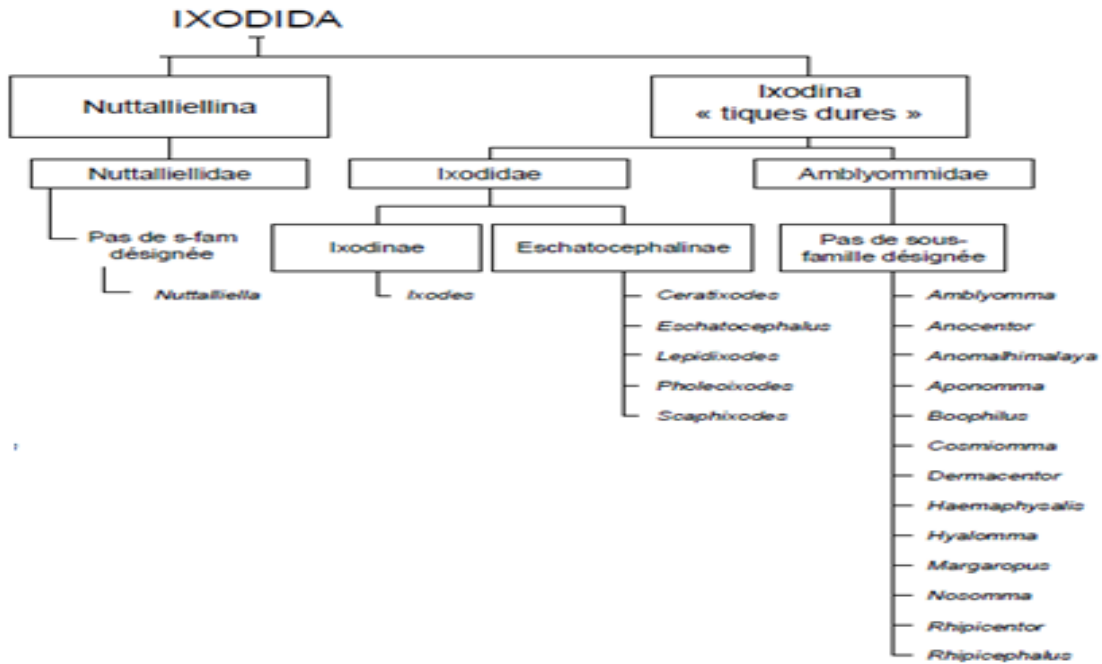 IXODIDA
Nuttalliellina
Ixodina
« tiques dures »
Nuttalliellidae
Ixodidae
Amblyommidae
Pas de s-fam
désignée
Ixodinae
Eschatocephalinae
Pas de sous-
famille désignée
Nuttalliella
Ixodes
Ceratixodes
Eschatocephalus
Lepidixodes
Pholeoixodes
Scaphixodes
Amblyomma
Anocentor
Anomalhimalaya
Aponomma
Boophilus
Cosmiomma
Dermacentor
Haemaphysalis
Hyalomma
Margaropus
Nosomma
Rhipicentor
Rhipicephalus